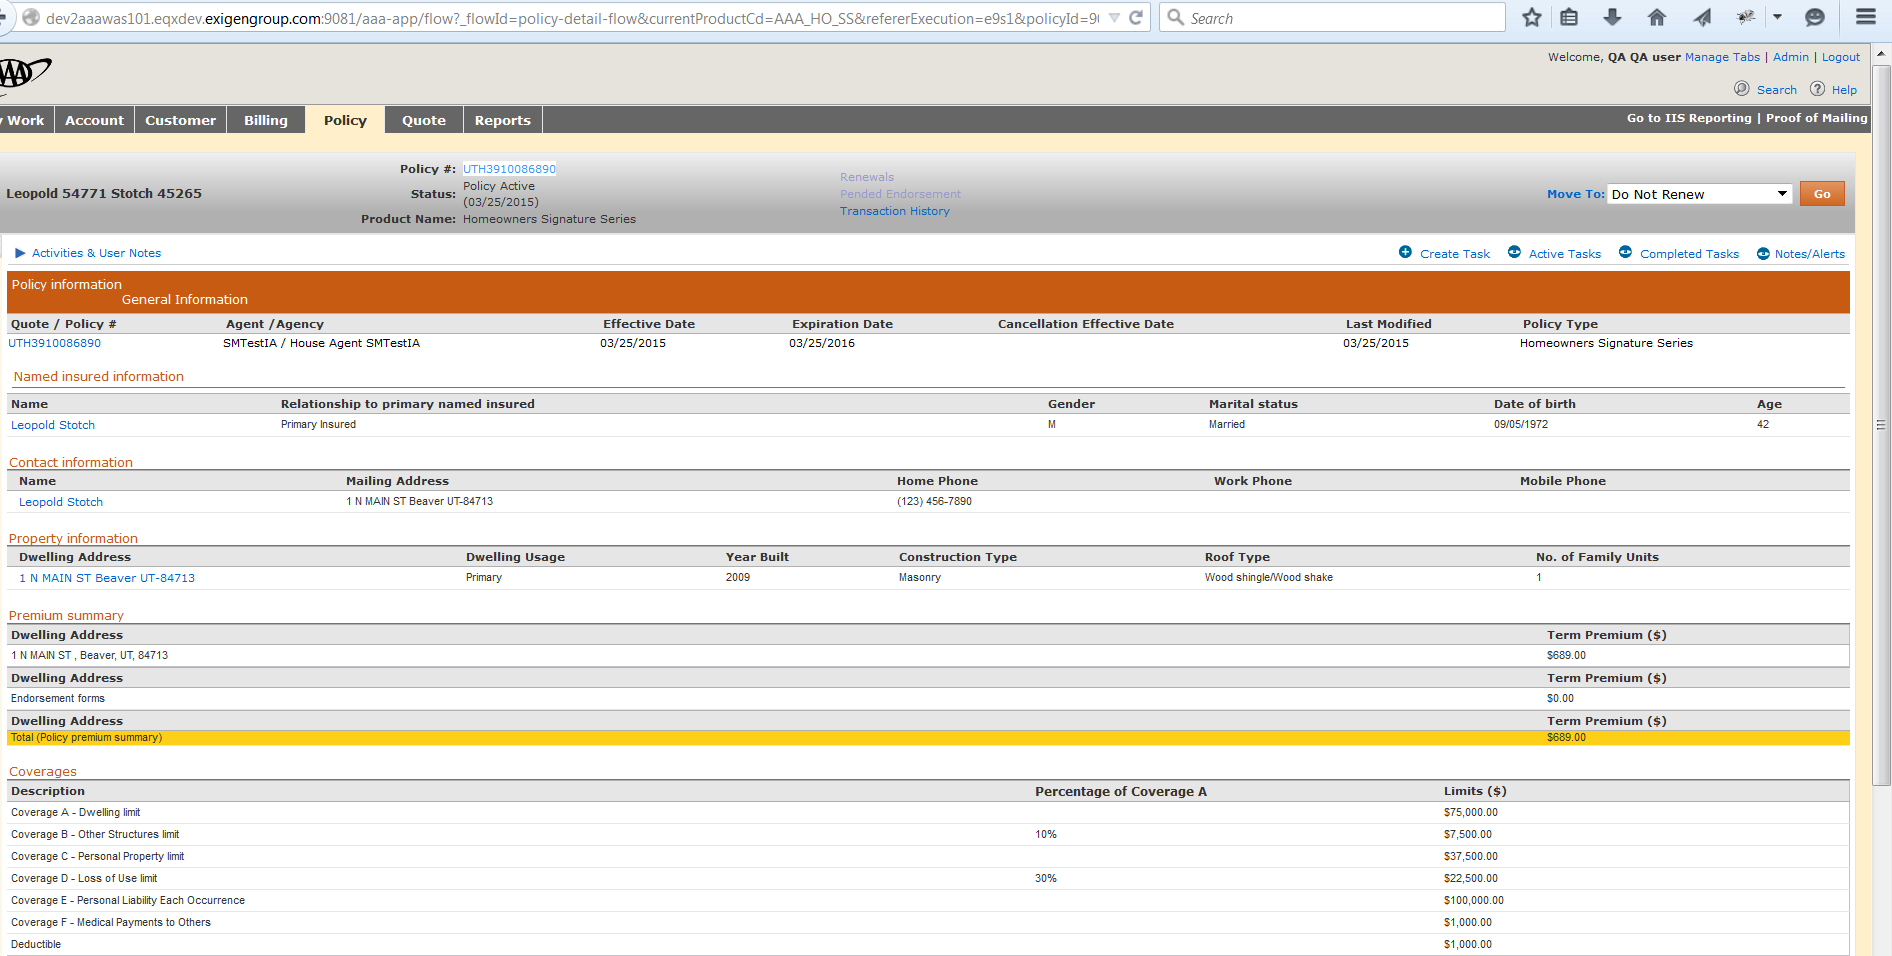 dev2aaawas101.eqxdev.exigengroup.com:9081/aaa-app/flow?_flowId=policy-detail-flow&currentProductCd=AAA_HO_SS&refererExecution=e9s1&policyId=9
Search
Welcome, QA QA user Manage Tabs | Admin | Logout
Search Help
Work Account Customer Billing Policy Quote Reports Go to IIS Reporting | Proof of Mailing
Leopold 54771 Stotch 45265
Policy #: UTH3910086890
Status: Policy Active
(03/25/2015)
Product Name: Homeowners Signature Series
Renewals
Pended Endorsement
Transaction History
Move To: Do Not Renew Go
Activities & User Notes Create Task Active Tasks Completed Tasks Notes/Alerts
Policy information
General Information
Quote / Policy # Agent /Agency Effective Date Expiration Date Cancellation Effective Date Last Modified Policy Type
UTH3910086890 SMTestIA / House Agent SMTestIA 03/25/2015 03/25/2016 03/25/2015 Homeowners Signature Series
Named insured information
Name Relationship to primary named insured Gender Marital status Date of birth Age
Leopold Stotch Primary Insured M Married 09/05/1972 42
Contact information
Name Mailing Address Home Phone Work Phone Mobile Phone
Leopold Stotch 1 N MAIN ST Beaver UT-84713 (123) 456-7890
Property information
Dwelling Address Dwelling Usage Year Built Construction Type Roof Type No. of Family Units
1 N MAIN ST Beaver UT-84713 Primary 2009 Masonry Wood shingle/Wood shake 1
Premium summary
Dwelling Address Term Premium ($)
1 N MAIN ST , Beaver, UT, 84713 $689.00
Dwelling Address Term Premium ($)
Endorsement forms $0.00
Dwelling Address Term Premium ($)
Total (Policy premium summary) $689.00
Coverages
Description Percentage of Coverage A Limits ($)
Coverage A - Dwelling limit $75,000.00
Coverage B - Other Structures limit 10% $7,500.00
Coverage C - Personal Property limit $37,500.00
Coverage D - Loss of Use limit 30% $22,500.00
Coverage E - Personal Liability Each Occurrence $100,000.00
Coverage F - Medical Payments to Others $1,000.00
Deductible $1,000.00